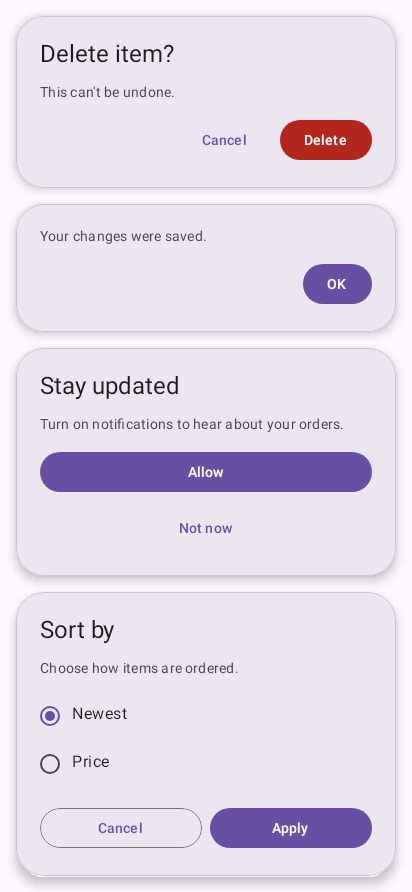 Delete item?
This can't be undone.
Cancel
Delete
Your changes were saved.
OK
Stay updated
Turn on notifications to hear about your orders.
Allow
Not now
Sort by
Choose how items are ordered.
Newest
Price
Cancel
Apply